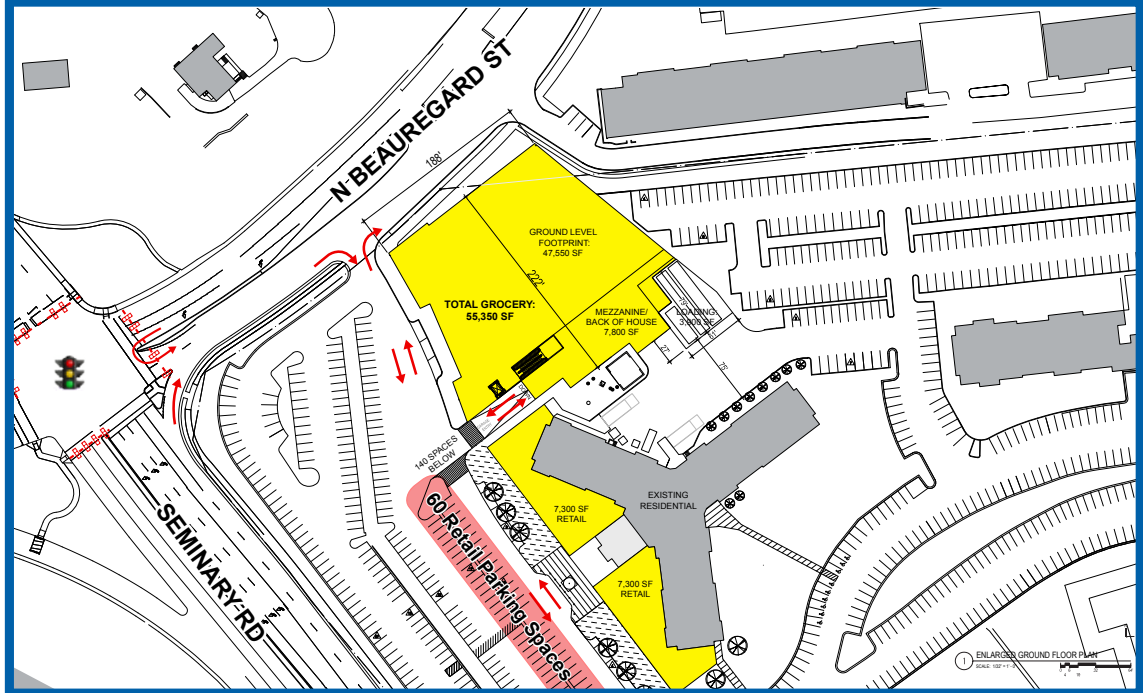 N BEAUREGARD ST
188'
GROUND LEVEL
FOOTPRINT:
47,550 SF
222'
TOTAL GROCERY:
55,350 SF
MEZZANINE/
BACK OF HOUSE
7,800 SF
LOADING:
3,900 SF
27'
75'
140 SPACES
BELOW
60 Retail Parking Spaces
SEMINARY RD
7,300 SF
RETAIL
EXISTING
RESIDENTIAL
7,300 SF
RETAIL
1
ENLARGED GROUND FLOOR PLAN